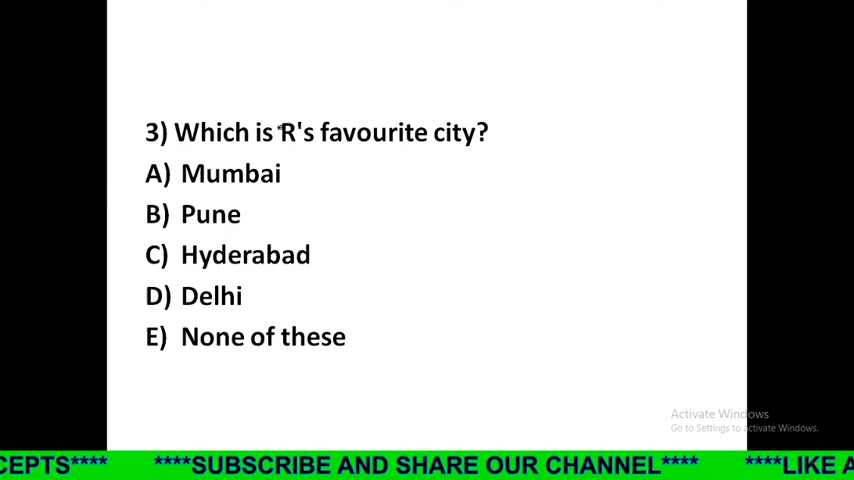 3) Which is R's favourite city?
A) Mumbai
B) Pune
C) Hyderabad
D) Delhi
E) None of these
Activate Windows
Go to Settings to activate Windows.
CEPTS**** ****SUBSCRIBE AND SHARE OUR CHANNEL**** ****LIKE A